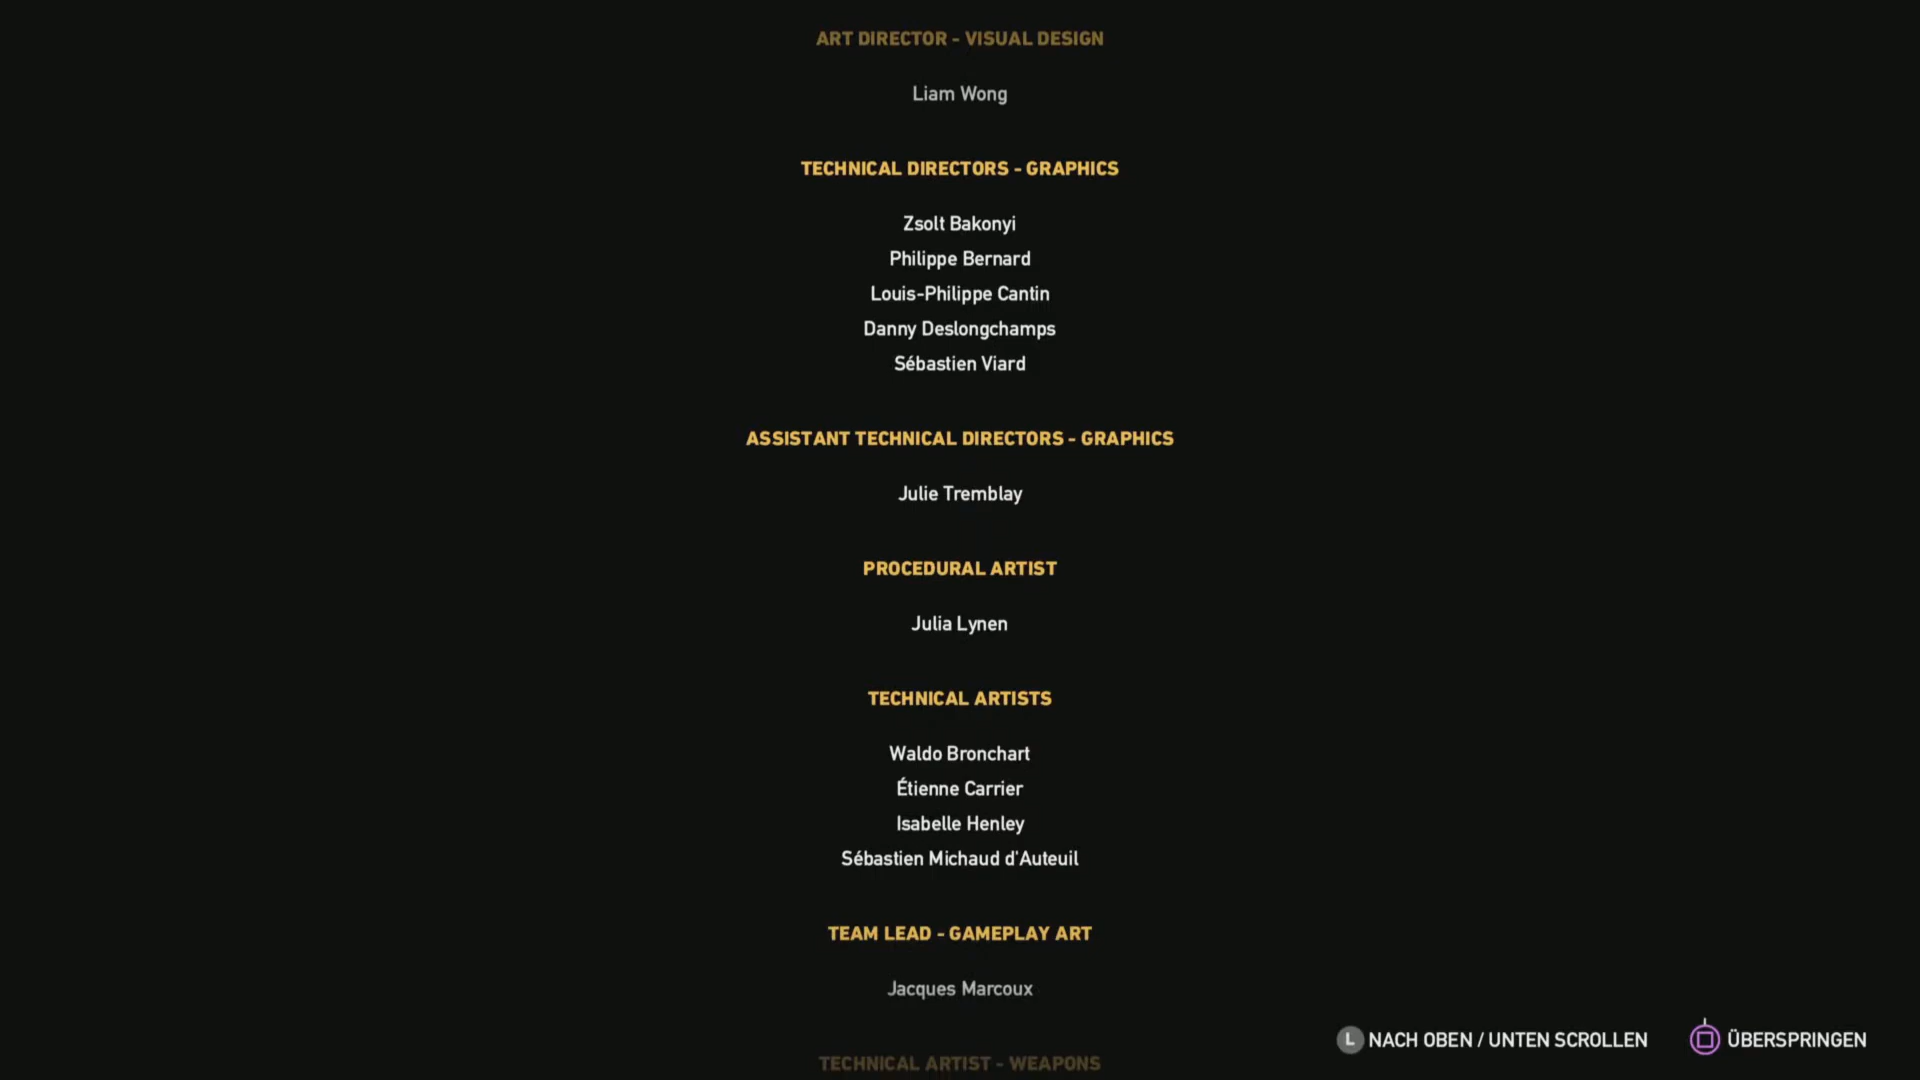 ART DIRECTOR - VISUAL DESIGN
Liam Wong
TECHNICAL DIRECTORS - GRAPHICS
Zsolt Bakonyi
Philippe Bernard
Louis-Philippe Cantin
Danny Deslongchamps
Sébastien Viard
ASSISTANT TECHNICAL DIRECTORS - GRAPHICS
Julie Tremblay
PROCEDURAL ARTIST
Julia Lynen
TECHNICAL ARTISTS
Waldo Bronchart
Étienne Carrier
Isabelle Henley
Sébastien Michaud d'Auteuil
TEAM LEAD - GAMEPLAY ART
Jacques Marcoux
L NACH OBEN / UNTEN SCROLLEN ÜBERSPRINGEN
TECHNICAL ARTIST - WEAPONS